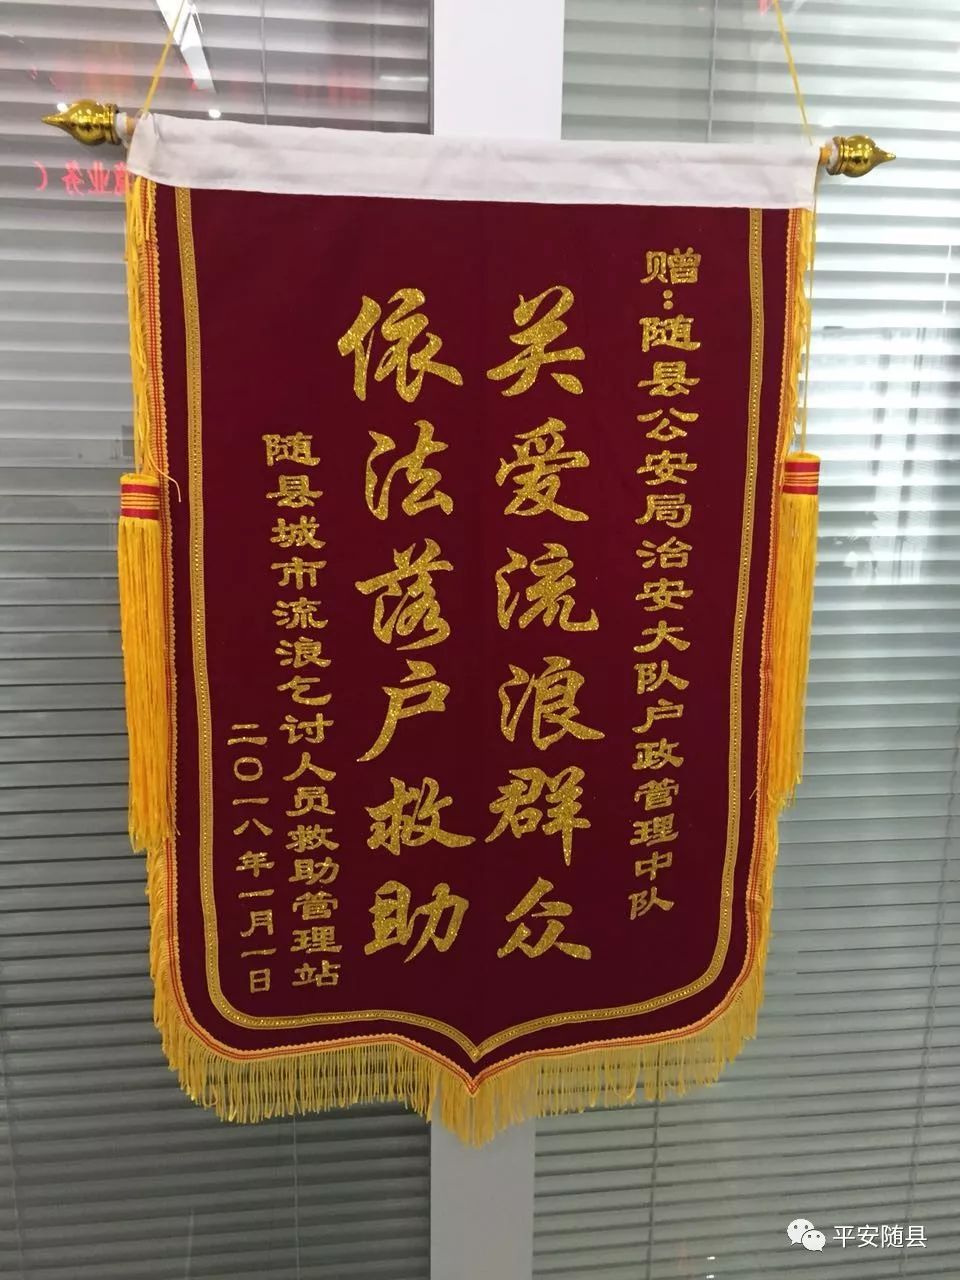 赠：随县公安局治安大队户政管理中队
关爱流浪群众
依法落户救助
随县城市流浪乞讨人员救助管理站
二〇一八年一月一日
业务(
平安随县